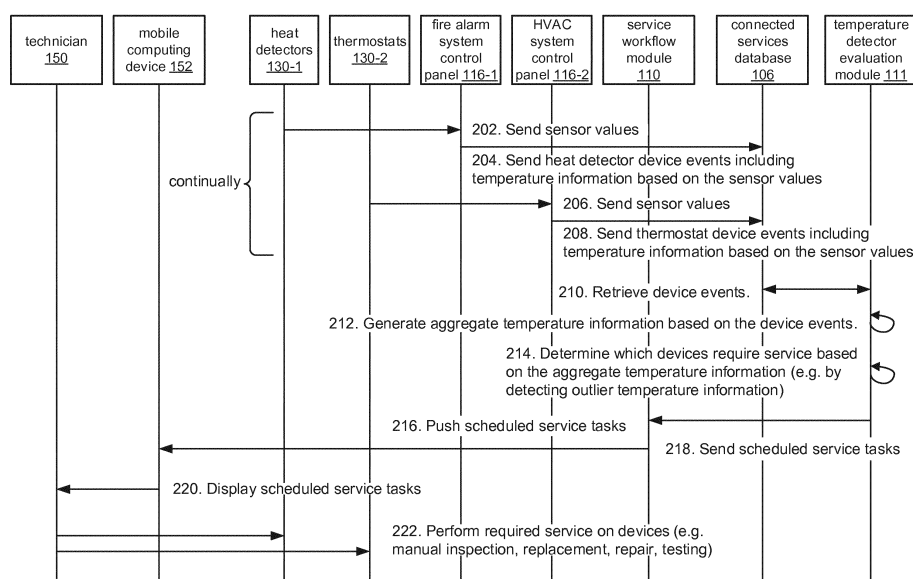 technician
150
mobile
computing
device 152
heat
detectors
130-1
thermostats
130-2
fire alarm
system
control
panel 116-1
HVAC
system
control
panel 116-2
service
workflow
module
110
connected
services
database
106
temperature
detector
evaluation
module 111
continually
202. Send sensor values
204. Send heat detector device events including
temperature information based on the sensor values
206. Send sensor values
208. Send thermostat device events including
temperature information based on the sensor values
210. Retrieve device events.
212. Generate aggregate temperature information based on the device events.
214. Determine which devices require service based
on the aggregate temperature information (e.g. by
detecting outlier temperature information)
216. Push scheduled service tasks
218. Send scheduled service tasks
220. Display scheduled service tasks
222. Perform required service on devices (e.g.
manual inspection, replacement, repair, testing)